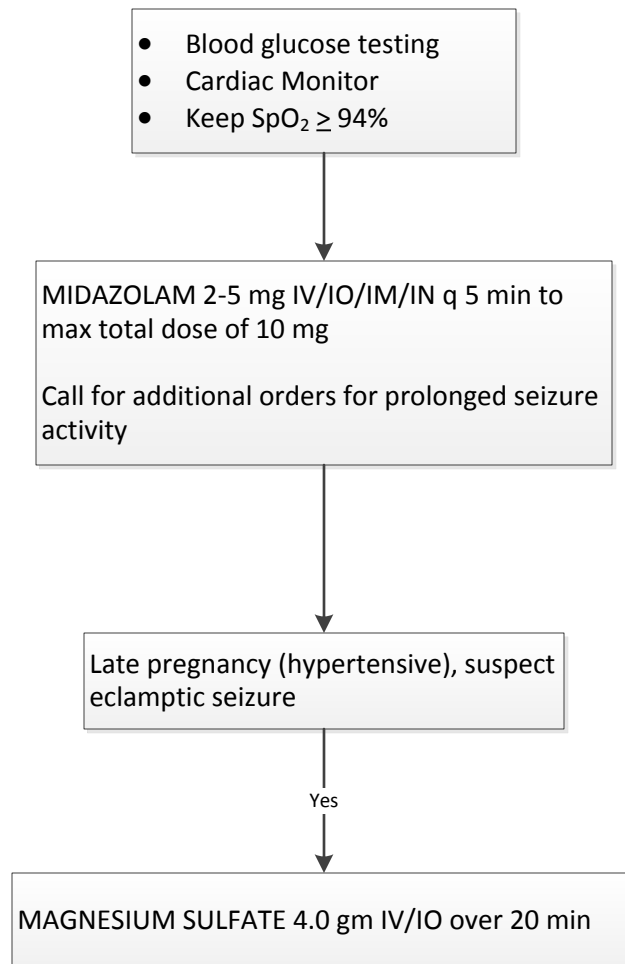 • Blood glucose testing
• Cardiac Monitor
• Keep SpO₂ ≥ 94%
MIDAZOLAM 2-5 mg IV/IO/IM/IN q 5 min to
max total dose of 10 mg
Call for additional orders for prolonged seizure
activity
Late pregnancy (hypertensive), suspect
eclamptic seizure
Yes
MAGNESIUM SULFATE 4.0 gm IV/IO over 20 min